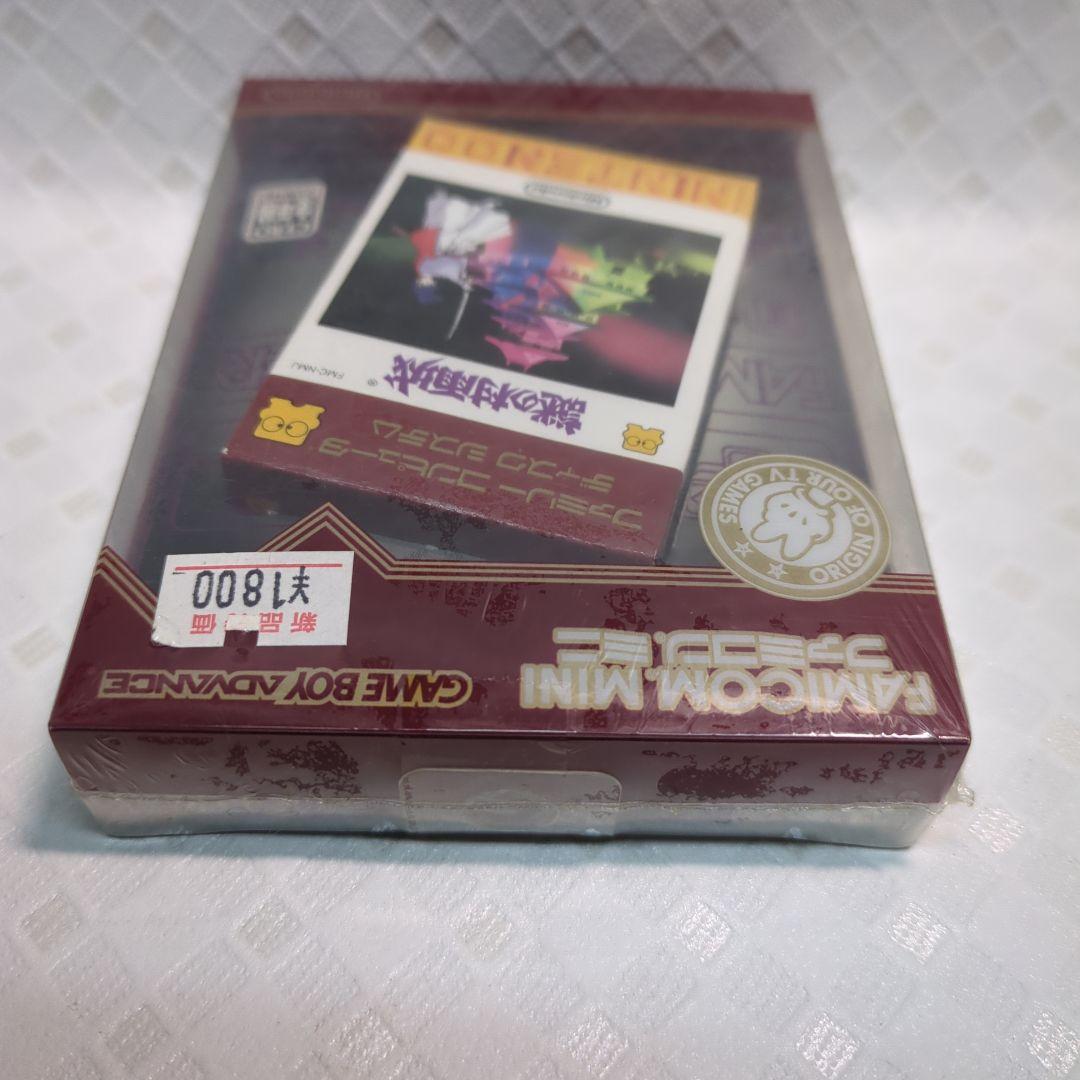 FAMICOM MINI
ファミコンミニ
GAME BOY ADVANCE
新品
¥1800
ORIGIN OF OUR TV GAMES
ファミリー コンピュータ
ディスク システム
謎の村雨城®
FMC-NMJ
Nintendo
NINTENDO